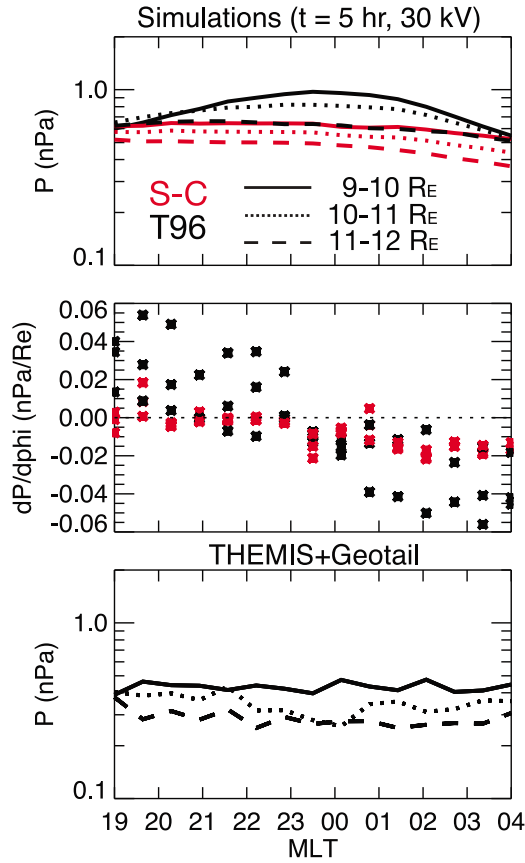 Simulations (t = 5 hr, 30 kV)
P (nPa)
1.0
0.1
S-C
T96
9-10 RE
10-11 RE
11-12 RE
dP/dphi (nPa/Re)
0.06
0.04
0.02
0.00
-0.02
-0.04
-0.06
THEMIS+Geotail
P (nPa)
1.0
0.1
19 20 21 22 23 00 01 02 03 04
MLT